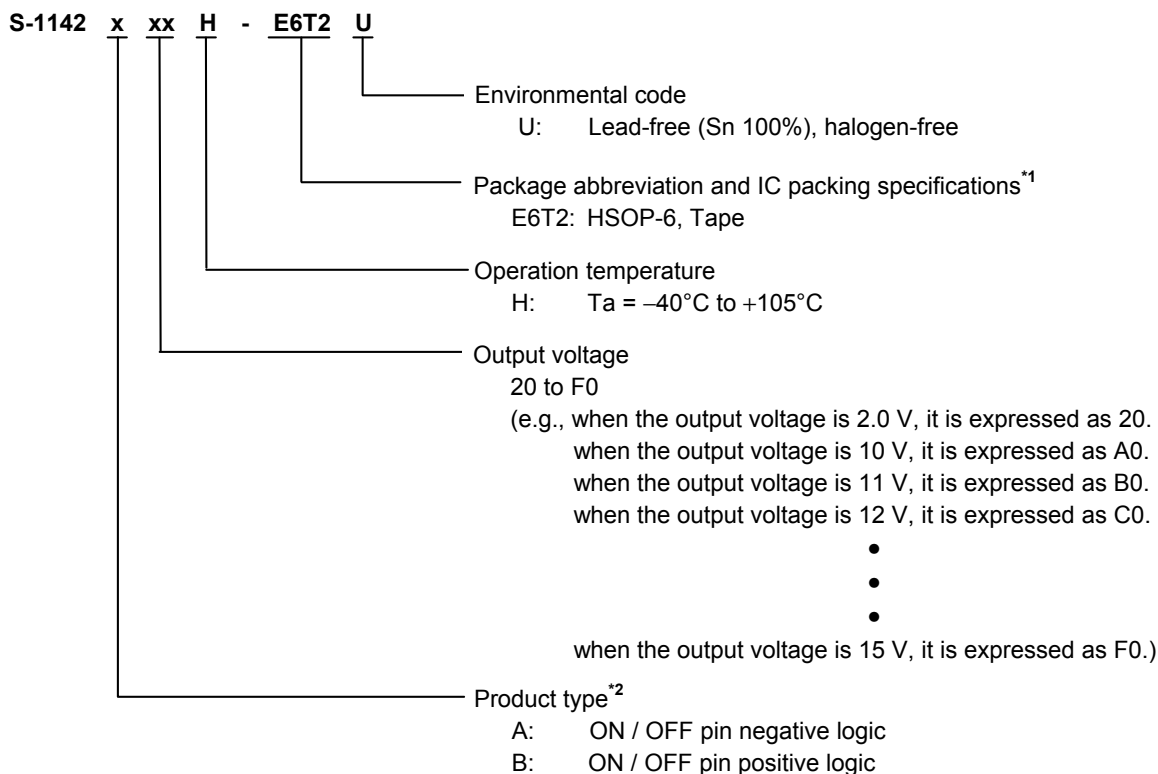 S-1142 x xx H - E6T2 U
Environmental code
U: Lead-free (Sn 100%), halogen-free
Package abbreviation and IC packing specifications*1
E6T2: HSOP-6, Tape
Operation temperature
H: Ta = −40°C to +105°C
Output voltage
20 to F0
(e.g., when the output voltage is 2.0 V, it is expressed as 20.
when the output voltage is 10 V, it is expressed as A0.
when the output voltage is 11 V, it is expressed as B0.
when the output voltage is 12 V, it is expressed as C0.
•
•
•
when the output voltage is 15 V, it is expressed as F0.)
Product type*2
A: ON / OFF pin negative logic
B: ON / OFF pin positive logic